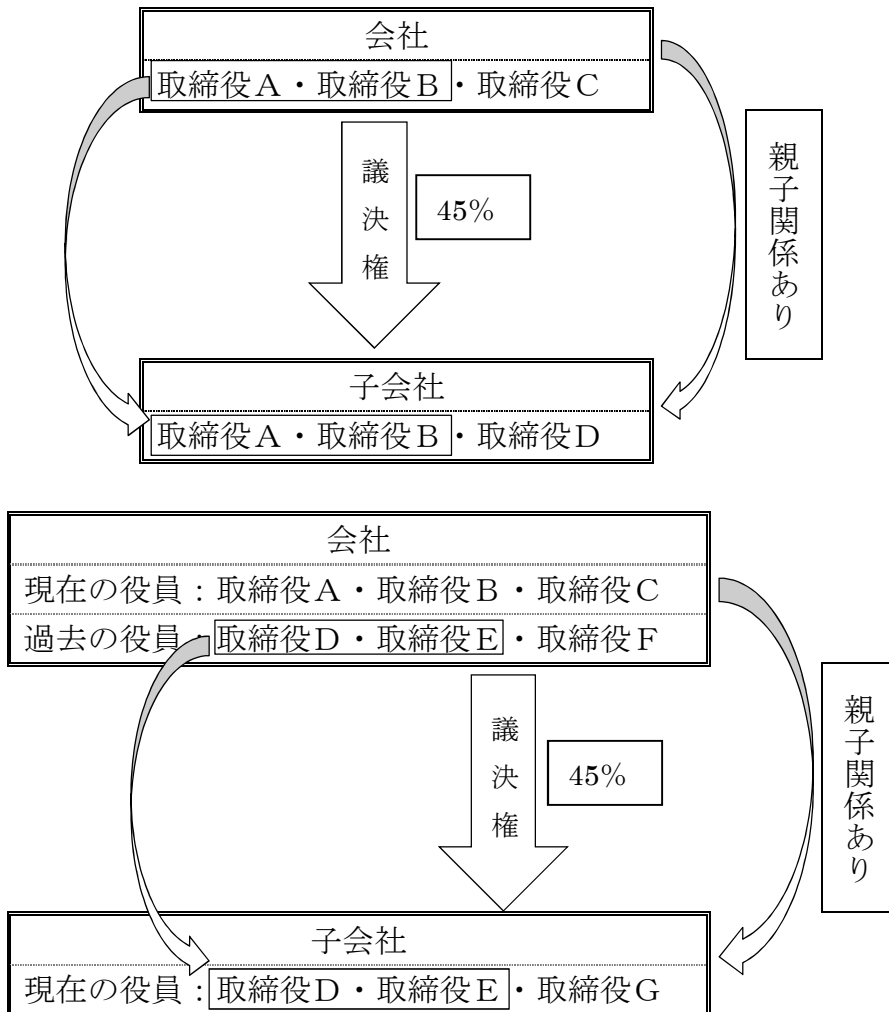 会社
取締役A・取締役B・取締役C
議決権
45%
親子関係あり
子会社
取締役A・取締役B・取締役D
会社
現在の役員：取締役A・取締役B・取締役C
過去の役員：取締役D・取締役E・取締役F
議決権
45%
親子関係あり
子会社
現在の役員：取締役D・取締役E・取締役G